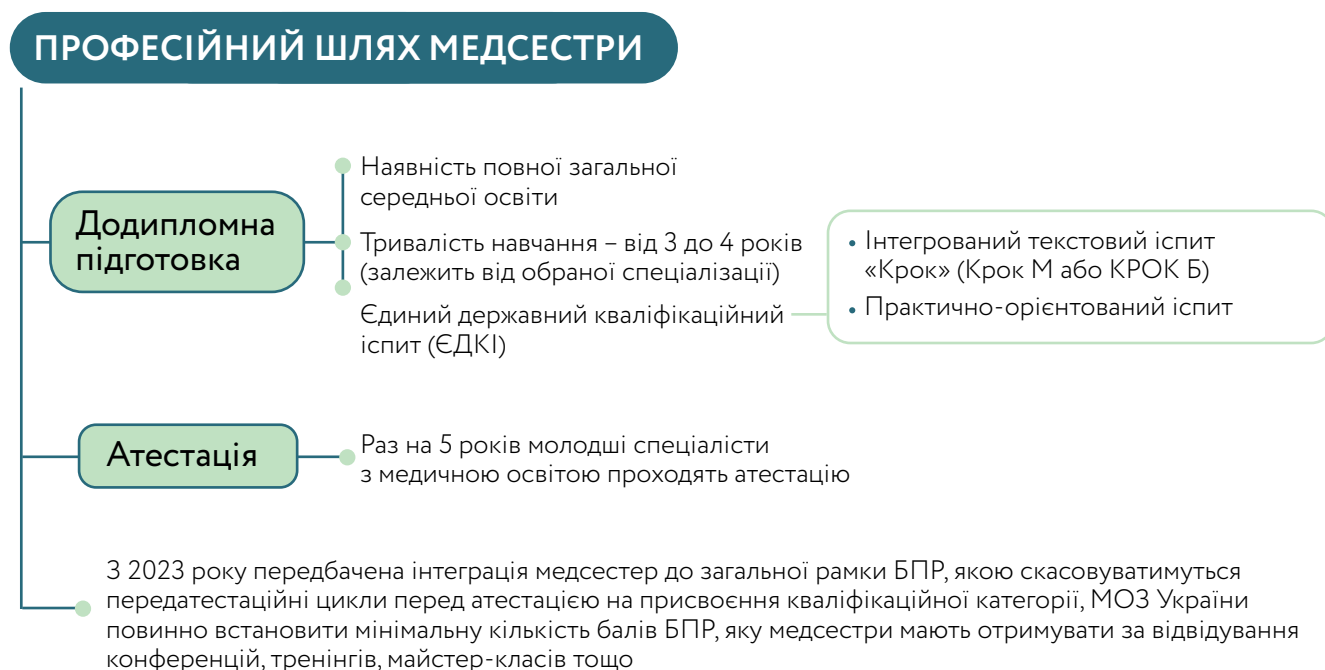 ПРОФЕСІЙНИЙ ШЛЯХ МЕДСЕСТРИ
Додипломна
підготовка
Наявність повної загальної
середньої освіти
Тривалість навчання – від 3 до 4 років
(залежить від обраної спеціалізації)
Єдиний державний кваліфікаційний
іспит (ЄДКІ)
• Інтегрований текстовий іспит
«Крок» (Крок М або КРОК Б)
• Практично-орієнтований іспит
Атестація
Раз на 5 років молодші спеціалісти
з медичною освітою проходять атестацію
З 2023 року передбачена інтеграція медсестер до загальної рамки БПР, якою скасовуватимуться
передатестаційні цикли перед атестацією на присвоєння кваліфікаційної категорії, МОЗ України
повинно встановити мінімальну кількість балів БПР, яку медсестри мають отримувати за відвідування
конференцій, тренінгів, майстер-класів тощо